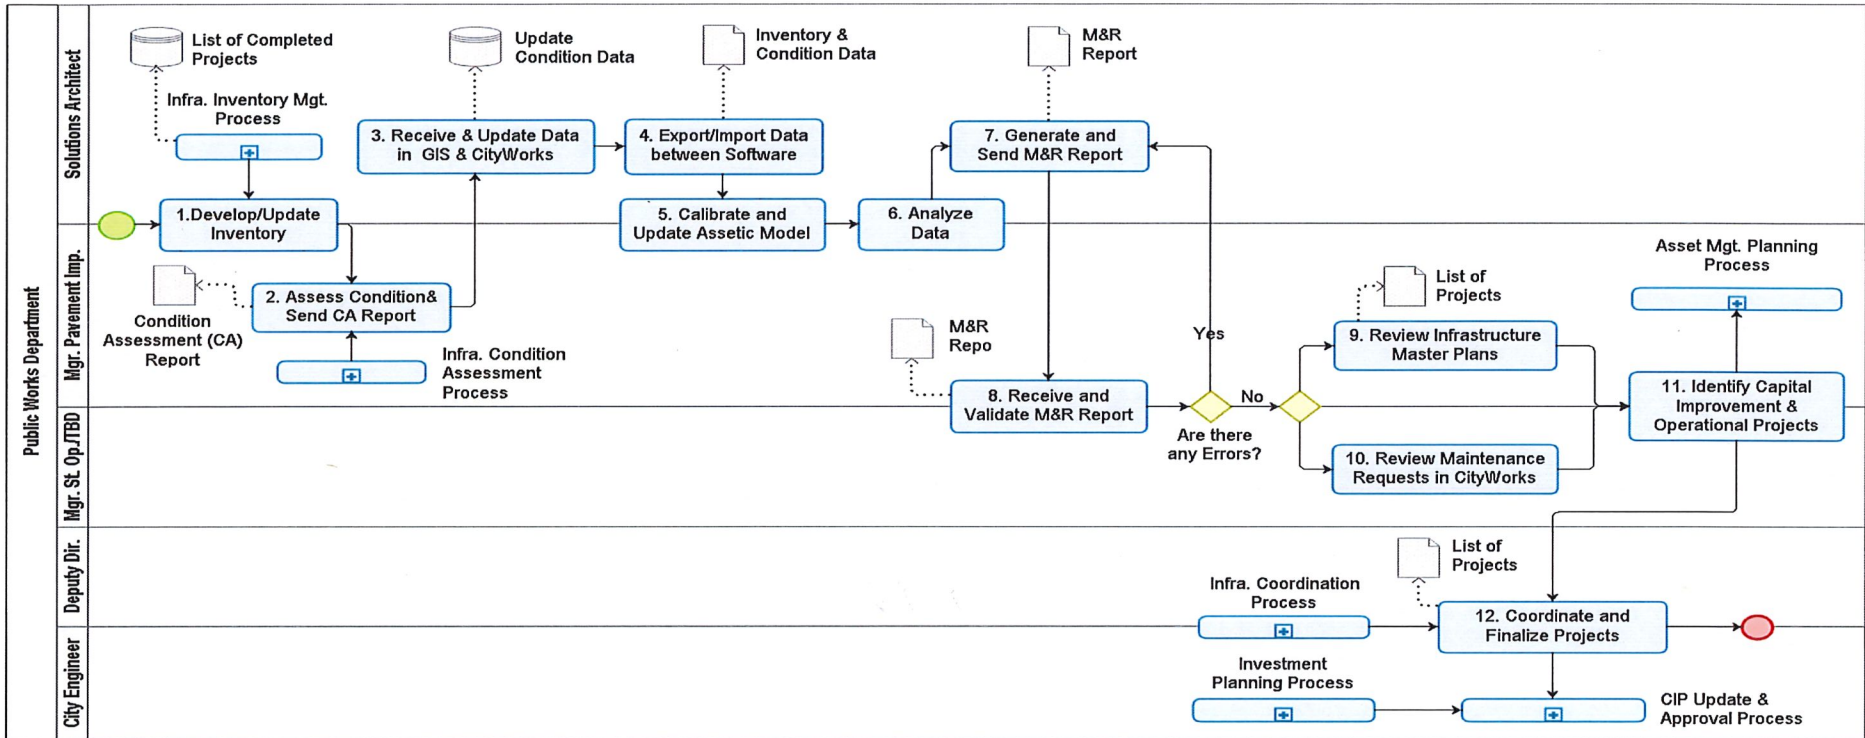 Public Works Department
Solutions Architect
Mgr. Pavement Imp.
Mgr. St. Op./TBD
Deputy Dir.
City Engineer
List of Completed
Projects
Infra. Inventory Mgt.
Process
1.Develop/Update
Inventory
Update
Condition Data
3. Receive & Update Data
in GIS & CityWorks
Inventory &
Condition Data
4. Export/Import Data
between Software
5. Calibrate and
Update Assetic Model
6. Analyze
Data
M&R
Report
7. Generate and
Send M&R Report
2. Assess Condition&
Send CA Report
Condition
Assessment (CA)
Report
Infra. Condition
Assessment
Process
M&R
Repo
8. Receive and
Validate M&R Report
Yes
No
Are there
any Errors?
List of
Projects
9. Review Infrastructure
Master Plans
10. Review Maintenance
Requests in CityWorks
Asset Mgt. Planning
Process
11. Identify Capital
Improvement &
Operational Projects
List of
Projects
Infra. Coordination
Process
12. Coordinate and
Finalize Projects
Investment
Planning Process
CIP Update &
Approval Process